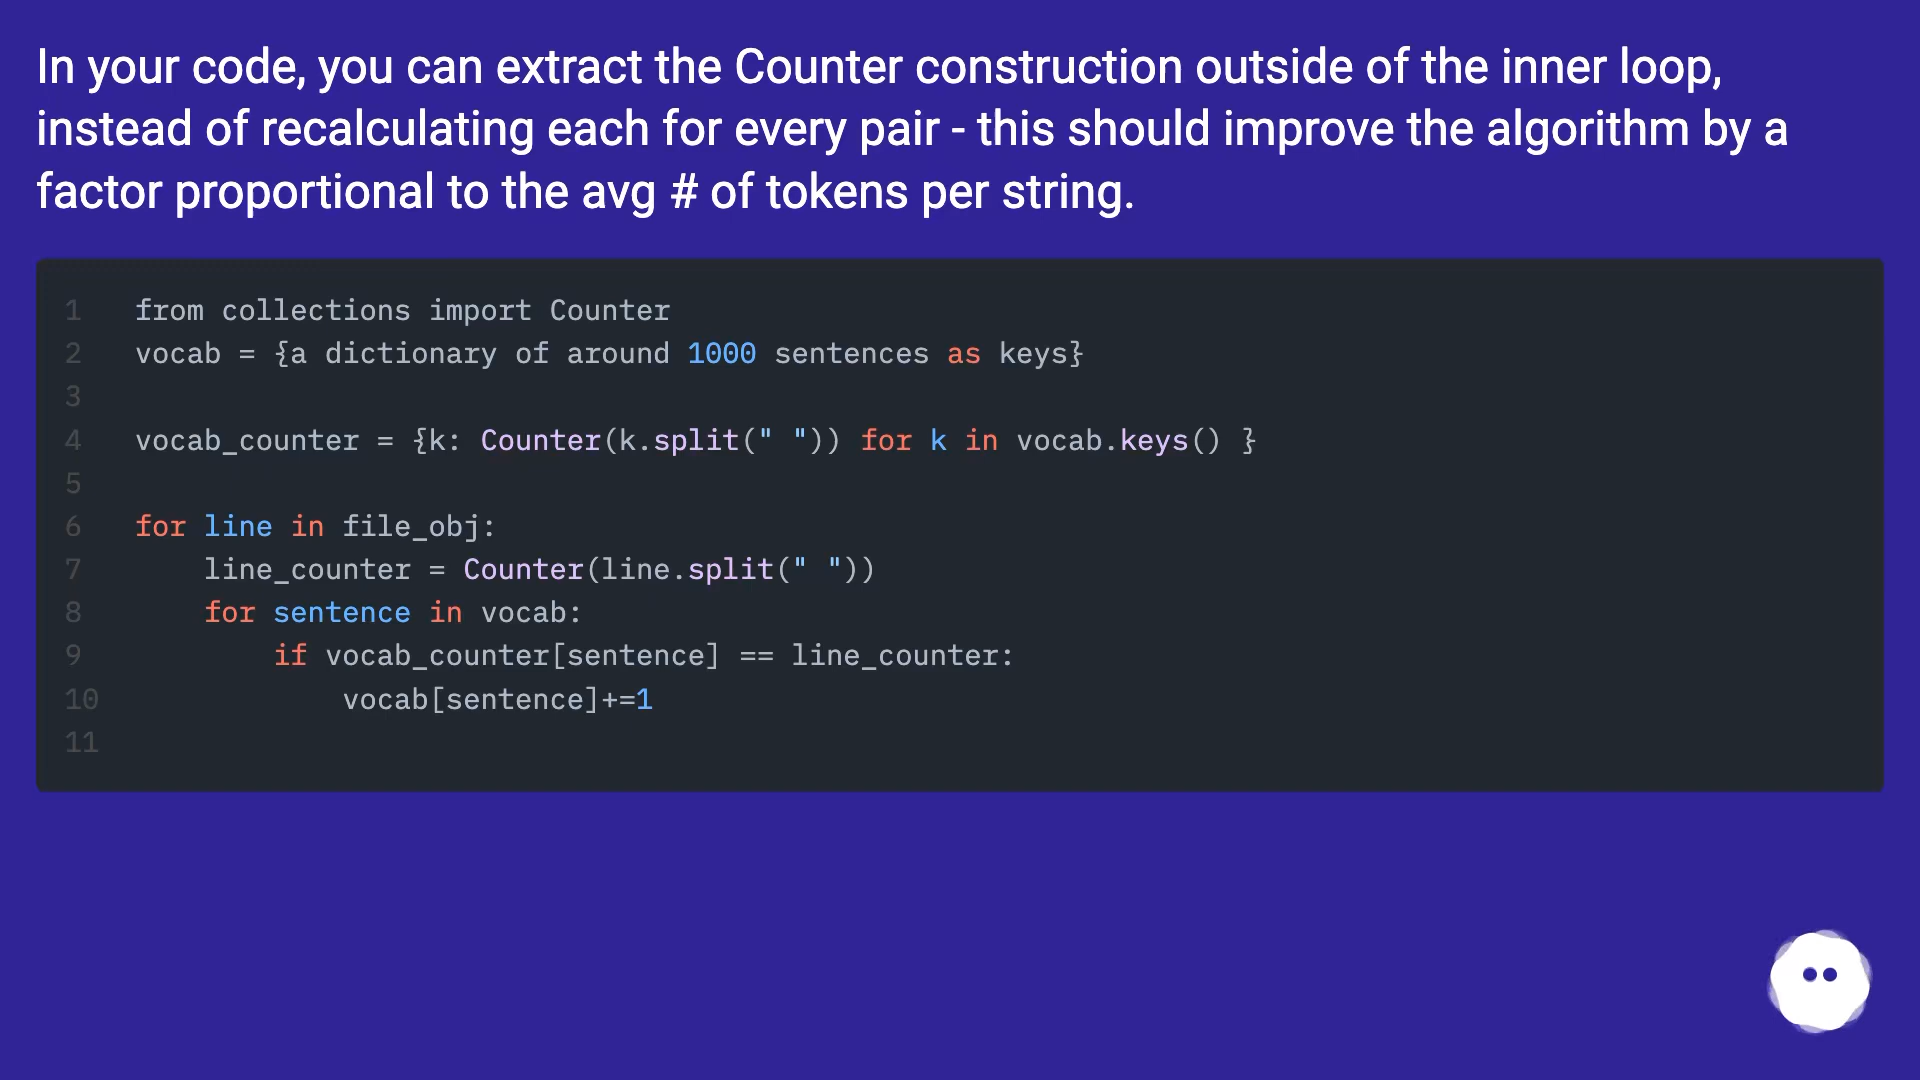 In your code, you can extract the Counter construction outside of the inner loop,
instead of recalculating each for every pair - this should improve the algorithm by a
factor proportional to the avg # of tokens per string.
1 from collections import Counter
2 vocab = {a dictionary of around 1000 sentences as keys}
3
4 vocab_counter = {k: Counter(k.split(" ")) for k in vocab.keys() }
5
6 for line in file_obj:
7     line_counter = Counter(line.split(" "))
8     for sentence in vocab:
9         if vocab_counter[sentence] == line_counter:
10             vocab[sentence]+=1
11